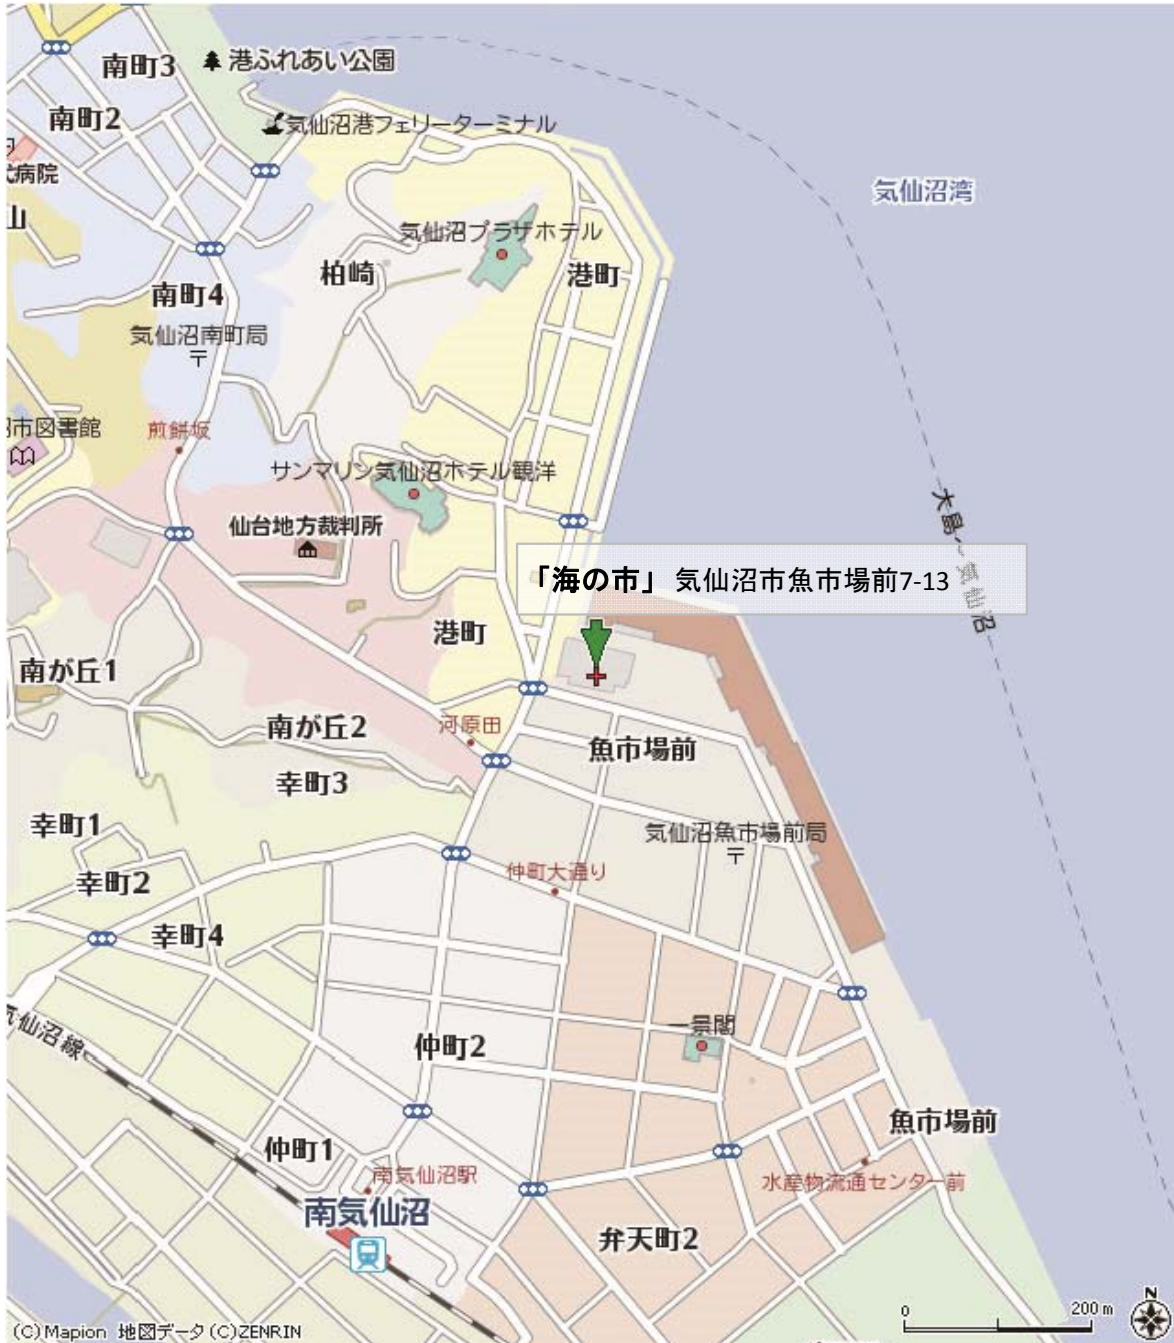 南町3
港ふれあい公園
南町2
気仙沼港フェリーターミナル
病院
山
気仙沼湾
気仙沼プラザホテル
柏崎
港町
南町4
気仙沼南町局
〒
市図書館
煎餅坂
サンマリン気仙沼ホテル観洋
大島~気仙沼
仙台地方裁判所
「海の市」 気仙沼市魚市場前7-13
港町
南が丘1
南が丘2
河原田
魚市場前
幸町3
幸町1
気仙沼魚市場前局
〒
仲町大通り
幸町2
幸町4
気仙沼線
一景閣
仲町2
魚市場前
仲町1
南気仙沼駅
水産物流通センター前
南気仙沼
弁天町2
N
0 200m
(C)Mapion 地図データ(C)ZENRIN